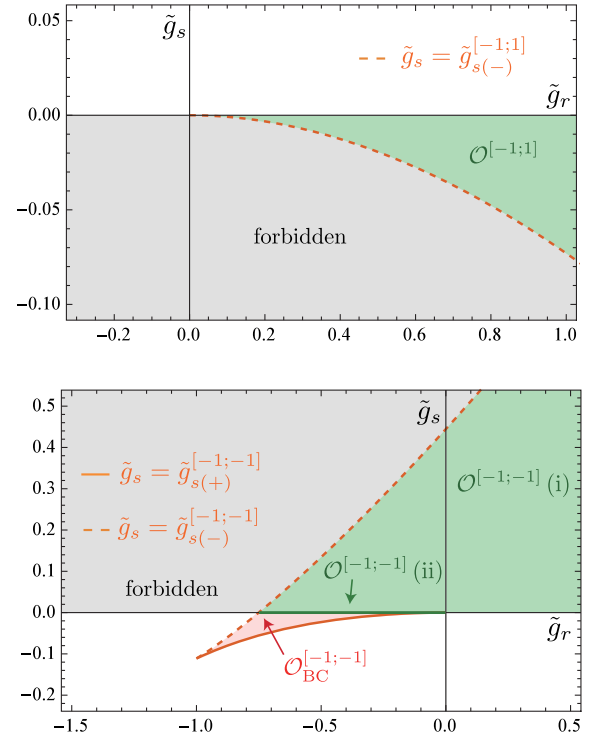 0.05
g̃_s
g̃_s = g̃_{s(−)}^{[−1;1]}
0.00
g̃_r
𝒪^{[−1;1]}
−0.05
forbidden
−0.10
−0.2 0.0 0.2 0.4 0.6 0.8 1.0
0.5
g̃_s
0.4
g̃_s = g̃_{s(+)}^{[−1;−1]}
𝒪^{[−1;−1]} (i)
0.3
g̃_s = g̃_{s(−)}^{[−1;−1]}
0.2
𝒪^{[−1;−1]} (ii)
0.1
forbidden
0.0
g̃_r
−0.1
𝒪_{BC}^{[−1;−1]}
−0.2
−1.5 −1.0 −0.5 0.0 0.5